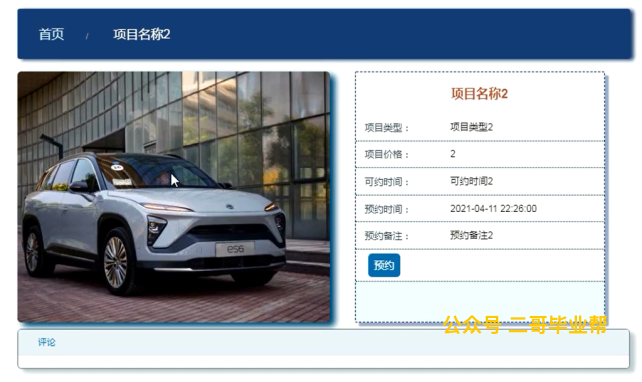 首页 / 项目名称2
项目名称2
项目类型： 项目类型2
项目价格： 2
可约时间： 可约时间2
预约时间： 2021-04-11 22:26:00
预约备注： 预约备注2
预约
ES6
公众号 二哥毕业帮
评论